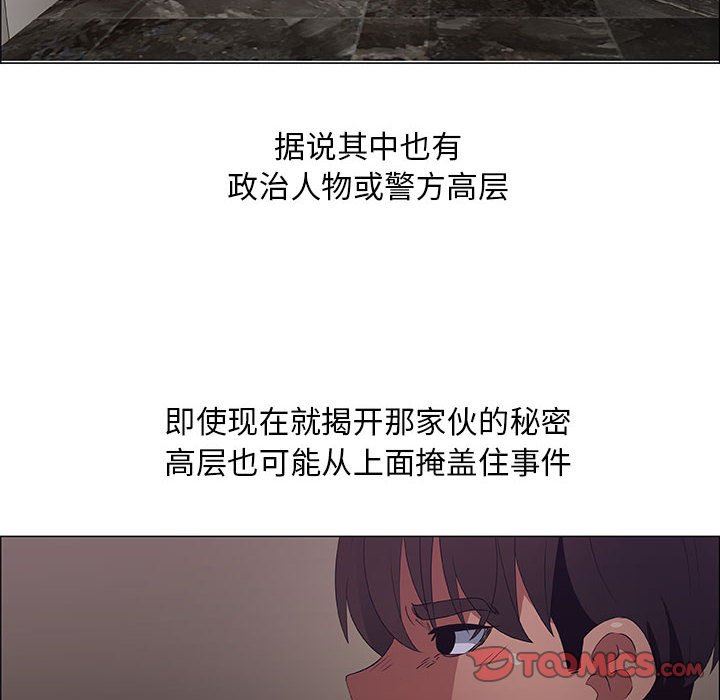 据说其中也有
政治人物或警方高层
即使现在就揭开那家伙的秘密
高层也可能从上面掩盖住事件
TOOMICS.COM